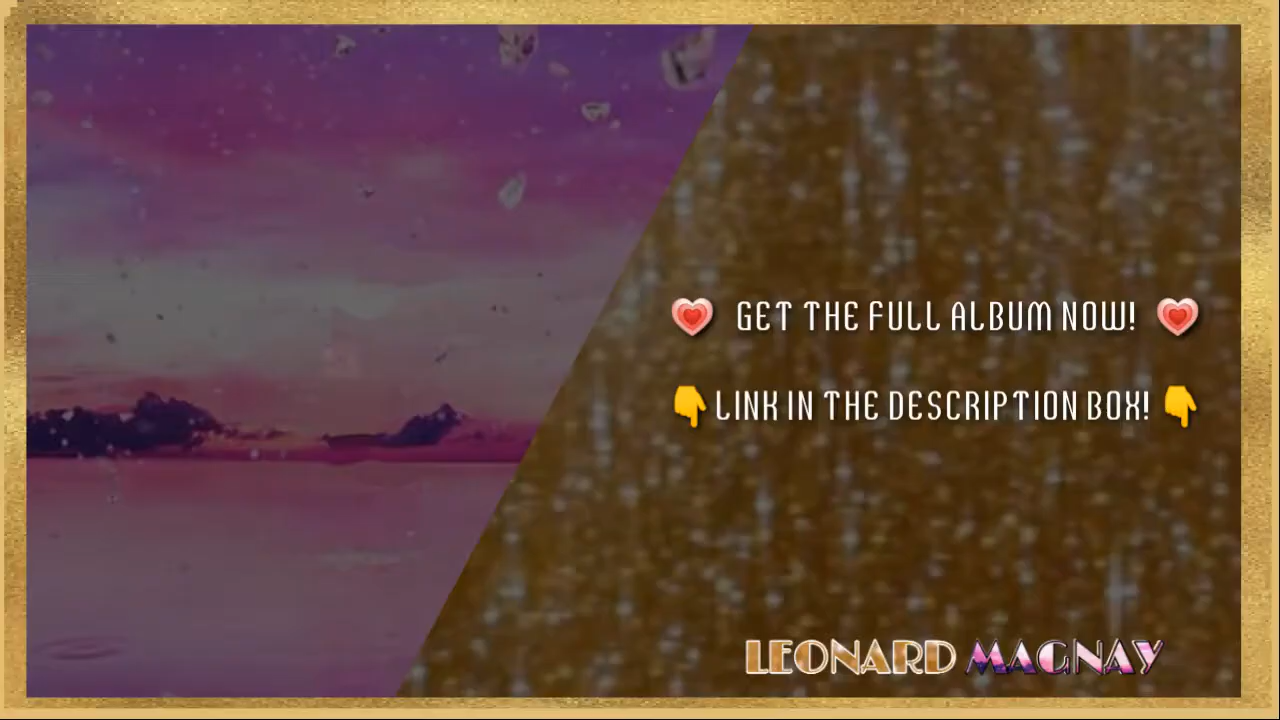 💗 GET THE FULL ALBUM NOW! 💗
👇 LINK IN THE DESCRIPTION BOX! 👇
LEONARD MAGNAY